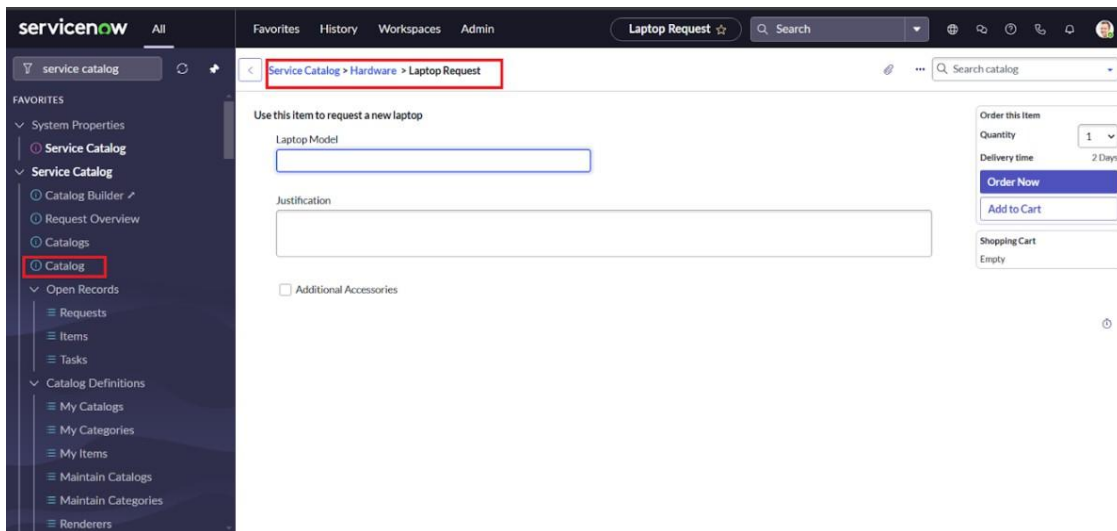 servicenow All Favorites History Workspaces Admin Laptop Request Search
service catalog
Service Catalog > Hardware > Laptop Request
Search catalog
FAVORITES
System Properties
Service Catalog
Service Catalog
Catalog Builder
Request Overview
Catalogs
Catalog
Open Records
Requests
Items
Tasks
Catalog Definitions
My Catalogs
My Categories
My Items
Maintain Catalogs
Maintain Categories
Renderers
Use this item to request a new laptop
Laptop Model
Justification
Additional Accessories
Order this Item
Quantity 1
Delivery time 2 Days
Order Now
Add to Cart
Shopping Cart
Empty